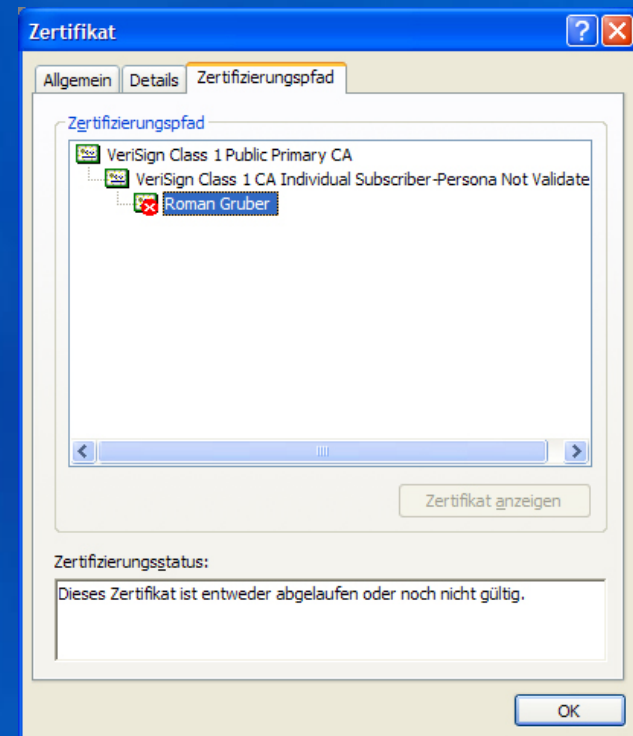 Zertifikat
Allgemein Details Zertifizierungspfad
Zertifizierungspfad
VeriSign Class 1 Public Primary CA
VeriSign Class 1 CA Individual Subscriber-Persona Not Validate
Roman Gruber
Zertifikat anzeigen
Zertifizierungsstatus:
Dieses Zertifikat ist entweder abgelaufen oder noch nicht gültig.
OK